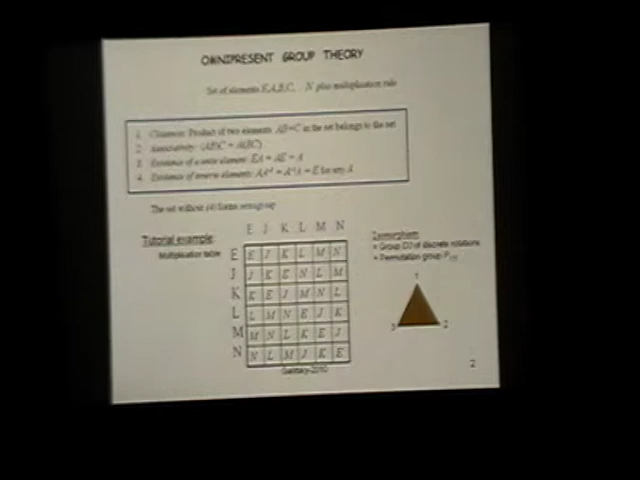 OMNIPRESENT GROUP THEORY
Set of elements E,A,B,C, N plus multiplication rule
1. Closeness: Product of two elements AB=C in the set belongs to the set
2. Associativity: (AB)C = A(BC)
3. Existence of a unite element: EA = AE = A
4. Existence of inverse elements: AA⁻¹ = A⁻¹A = E for any A
The set without (4) forms semigroup
E J K L M N
Tutorial example:
Multiplication table
E E J K L M N
J J K E N L M
K K E J M N L
L L M N E J K
M M N L K E J
N N L M J K E
Isomorphism:
Group D3 of discrete rotations
Permutation group P
1
3 2
2